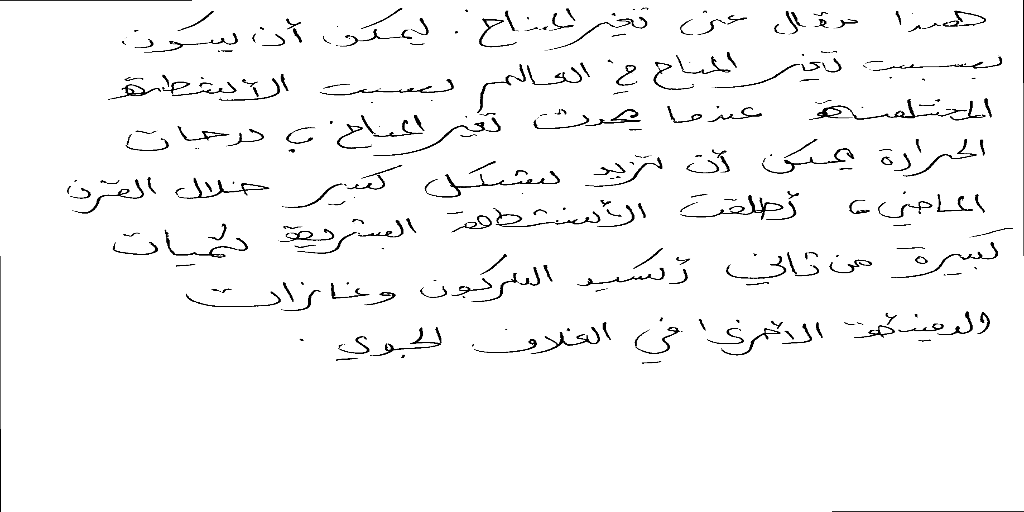 هذا مقال عن تغير المناخ. يمكن أن يكون
بسبب تغير المناخ في العالم بسبب الأنشطة
المختلفة عندما يحدث تغير المناخ، درجات
الحرارة يمكن أن تزيد بشكل كبير خلال القرن
الماضي، أطلقت الأنشطة البشرية كميات
كبيرة من ثاني أكسيد الكربون وغازات
الدفيئة الأخرى في الغلاف الجوي.